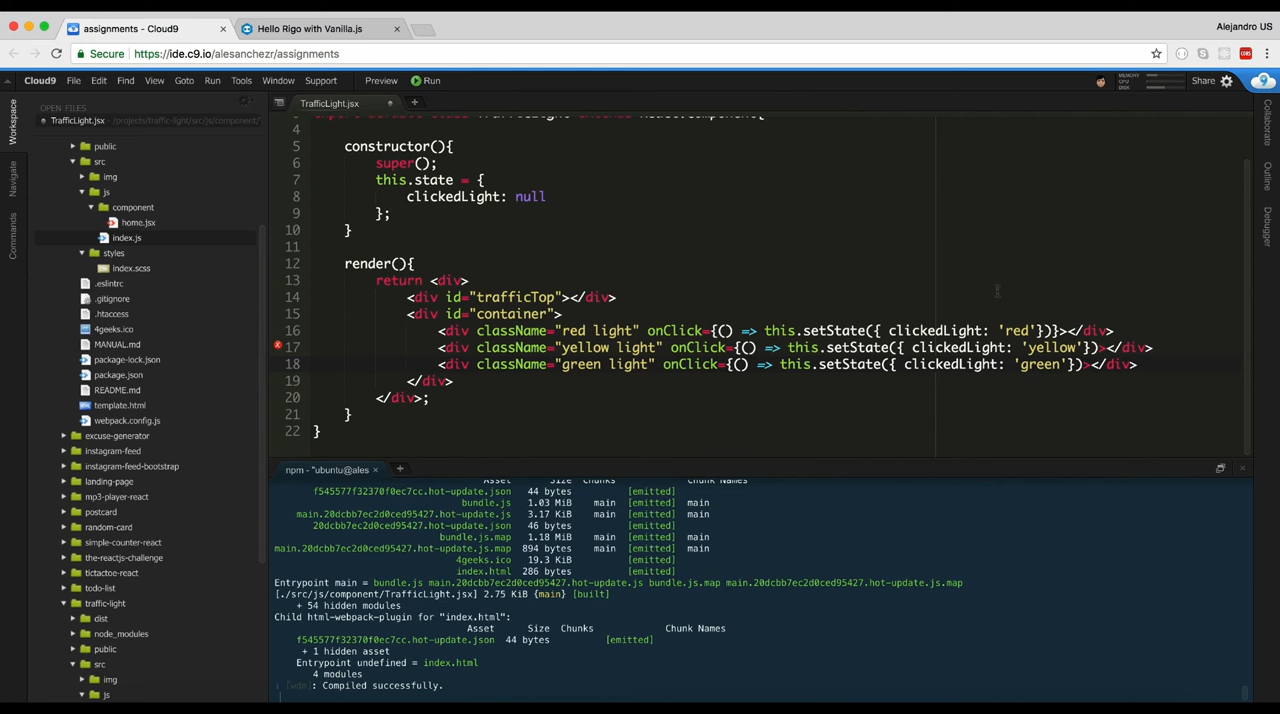 assignments - Cloud9
Hello Rigo with Vanilla.js
Alejandro US
Secure
https://ide.c9.io/alesanchezr/assignments
Cloud9 File Edit Find View Goto Run Tools Window Support Preview Run
MEMORY
CPU
DISK
Share
Workspace
Navigate
Commands
OPEN FILES
TrafficLight.jsx - /projects/traffic-light/src/js/component/
public
src
img
js
component
home.jsx
index.js
styles
index.scss
.eslintrc
.gitignore
.htaccess
4geeks.ico
MANUAL.md
package-lock.json
package.json
README.md
template.html
webpack.config.js
excuse-generator
instagram-feed
instagram-feed-bootstrap
landing-page
mp3-player-react
postcard
random-card
simple-counter-react
the-reactjs-challenge
tictactoe-react
todo-list
traffic-light
dist
node_modules
public
src
img
js
TrafficLight.jsx
4
5 constructor(){
6 super();
7 this.state = {
8 clickedLight: null
9 };
10 }
11
12 render(){
13 return <div>
14 <div id="trafficTop"></div>
15 <div id="container">
16 <div className="red light" onClick={() => this.setState({ clickedLight: 'red'})}></div>
17 <div className="yellow light" onClick={() => this.setState({ clickedLight: 'yellow'})></div>
18 <div className="green light" onClick={() => this.setState({ clickedLight: 'green'})></div>
19 </div>
20 </div>;
21 }
22 }
npm - "ubuntu@ales
Asset Size Chunks Chunk Names
f545577f32370f0ec7cc.hot-update.json 44 bytes [emitted]
bundle.js 1.03 MiB main [emitted] main
main.20dcbb7ec2d0ced95427.hot-update.js 3.17 KiB main [emitted] main
20dcbb7ec2d0ced95427.hot-update.json 46 bytes [emitted]
bundle.js.map 1.18 MiB main [emitted] main
main.20dcbb7ec2d0ced95427.hot-update.js.map 894 bytes main [emitted] main
4geeks.ico 19.3 KiB [emitted]
index.html 286 bytes [emitted]
Entrypoint main = bundle.js main.20dcbb7ec2d0ced95427.hot-update.js bundle.js.map main.20dcbb7ec2d0ced95427.hot-update.js.map
[./src/js/component/TrafficLight.jsx] 2.75 KiB {main} [built]
+ 54 hidden modules
Child html-webpack-plugin for "index.html":
Asset Size Chunks Chunk Names
f545577f32370f0ec7cc.hot-update.json 44 bytes [emitted]
+ 1 hidden asset
Entrypoint undefined = index.html
4 modules
[wdm]: Compiled successfully.
Collaborate
Outline
Debugger